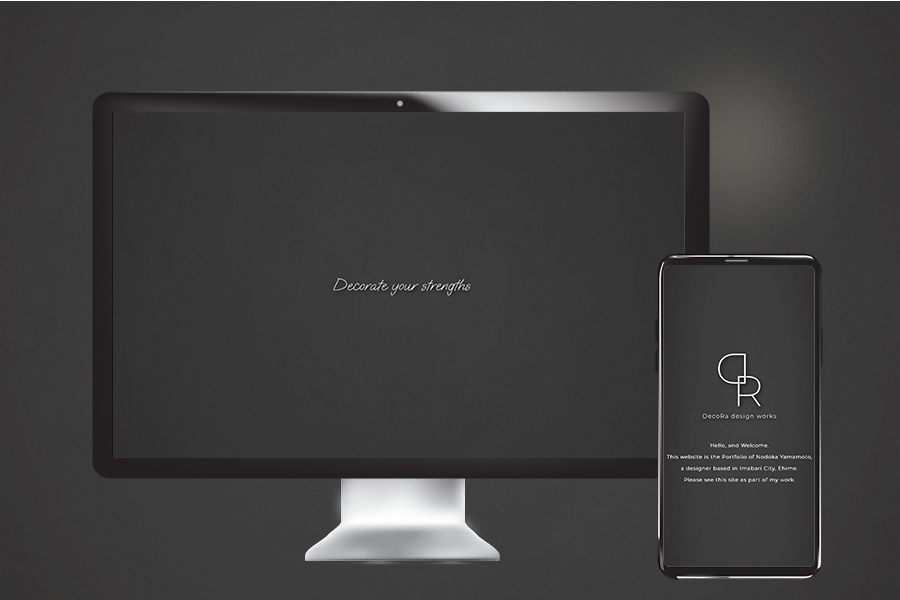 Decorate your strengths
DR
DecoRa design works
Hello, and Welcome.
This website is the Portfolio of Nodoka Yamamoto,
a designer based in Imabari City, Ehime.
Please see this site as part of my work.